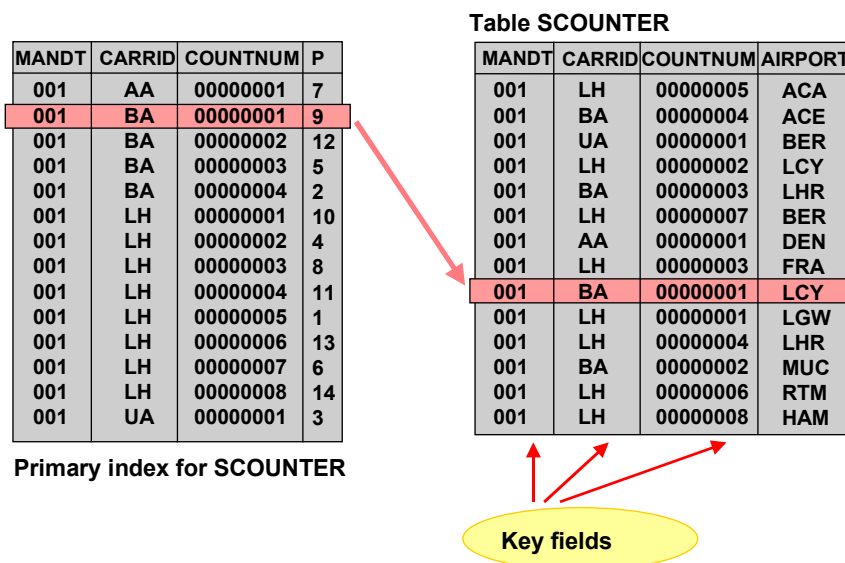 Table SCOUNTER
MANDT CARRID COUNTNUM P
001 AA 00000001 7
001 BA 00000001 9
001 BA 00000002 12
001 BA 00000003 5
001 BA 00000004 2
001 LH 00000001 10
001 LH 00000002 4
001 LH 00000003 8
001 LH 00000004 11
001 LH 00000005 1
001 LH 00000006 13
001 LH 00000007 6
001 LH 00000008 14
001 UA 00000001 3
Primary index for SCOUNTER
MANDT CARRID COUNTNUM AIRPORT
001 LH 00000005 ACA
001 BA 00000004 ACE
001 UA 00000001 BER
001 LH 00000002 LCY
001 BA 00000003 LHR
001 LH 00000007 BER
001 AA 00000001 DEN
001 LH 00000003 FRA
001 BA 00000001 LCY
001 LH 00000001 LGW
001 LH 00000004 LHR
001 BA 00000002 MUC
001 LH 00000006 RTM
001 LH 00000008 HAM
Key fields